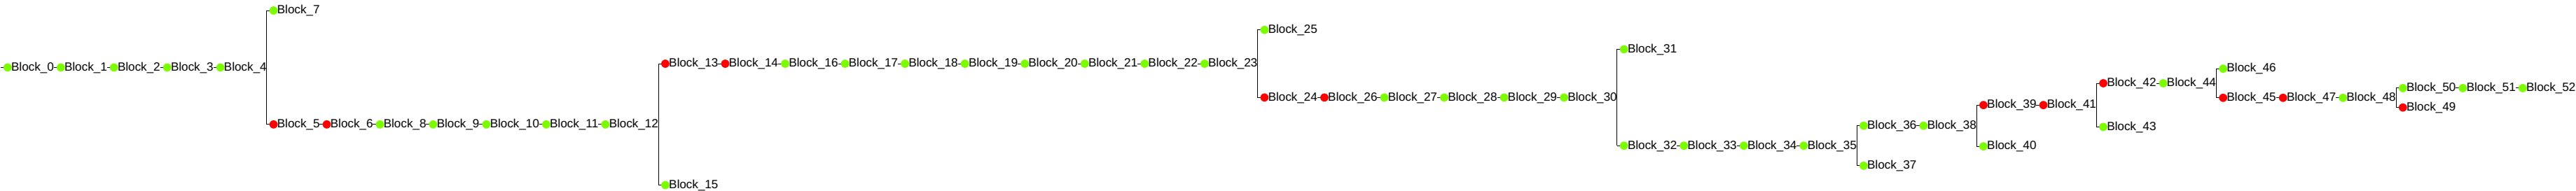 Block_7
Block_0 Block_1 Block_2 Block_3 Block_4
Block_5 Block_6 Block_8 Block_9 Block_10 Block_11 Block_12
Block_13 Block_14 Block_16 Block_17 Block_18 Block_19 Block_20 Block_21 Block_22 Block_23
Block_15
Block_25
Block_24 Block_26 Block_27 Block_28 Block_29 Block_30
Block_31
Block_32 Block_33 Block_34 Block_35
Block_36 Block_38
Block_37
Block_39 Block_41
Block_40
Block_42 Block_44
Block_43
Block_46
Block_45 Block_47 Block_48
Block_50 Block_51 Block_52
Block_49